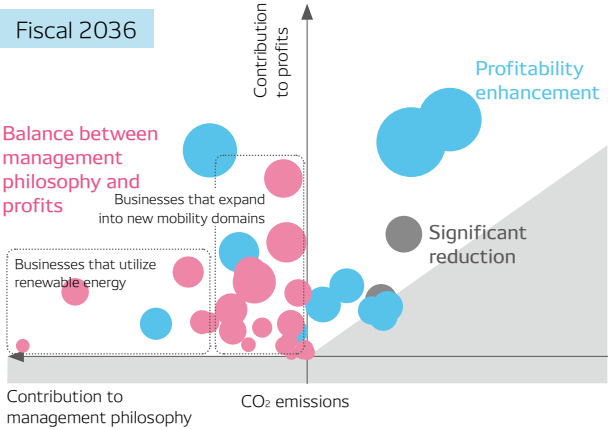 Fiscal 2036
Contribution
to profits
Profitability
enhancement
Balance between
management
philosophy and
profits
Businesses that expand
into new mobility domains
Significant
reduction
Businesses that utilize
renewable energy
Contribution to
management philosophy
CO₂ emissions